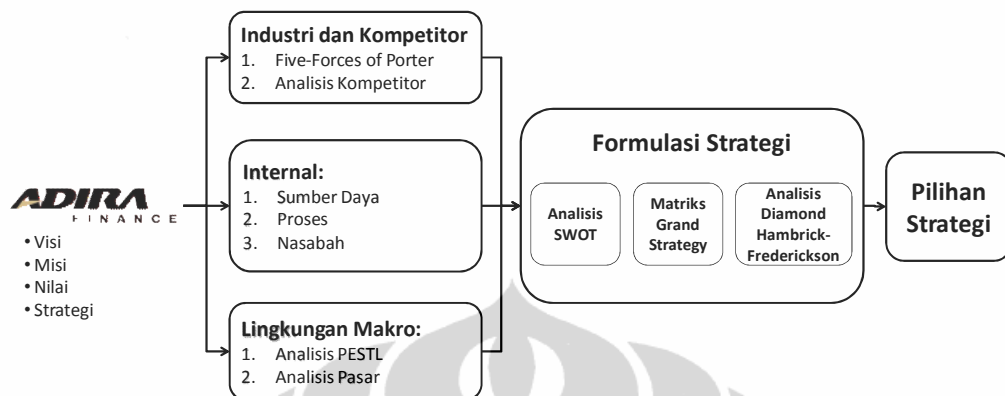 ADIRA
FINANCE
• Visi
• Misi
• Nilai
• Strategi
Industri dan Kompetitor
1. Five-Forces of Porter
2. Analisis Kompetitor
Internal:
1. Sumber Daya
2. Proses
3. Nasabah
Lingkungan Makro:
1. Analisis PESTL
2. Analisis Pasar
Formulasi Strategi
Analisis
SWOT
Matriks
Grand
Strategy
Analisis
Diamond
Hambrick-
Frederickson
Pilihan
Strategi